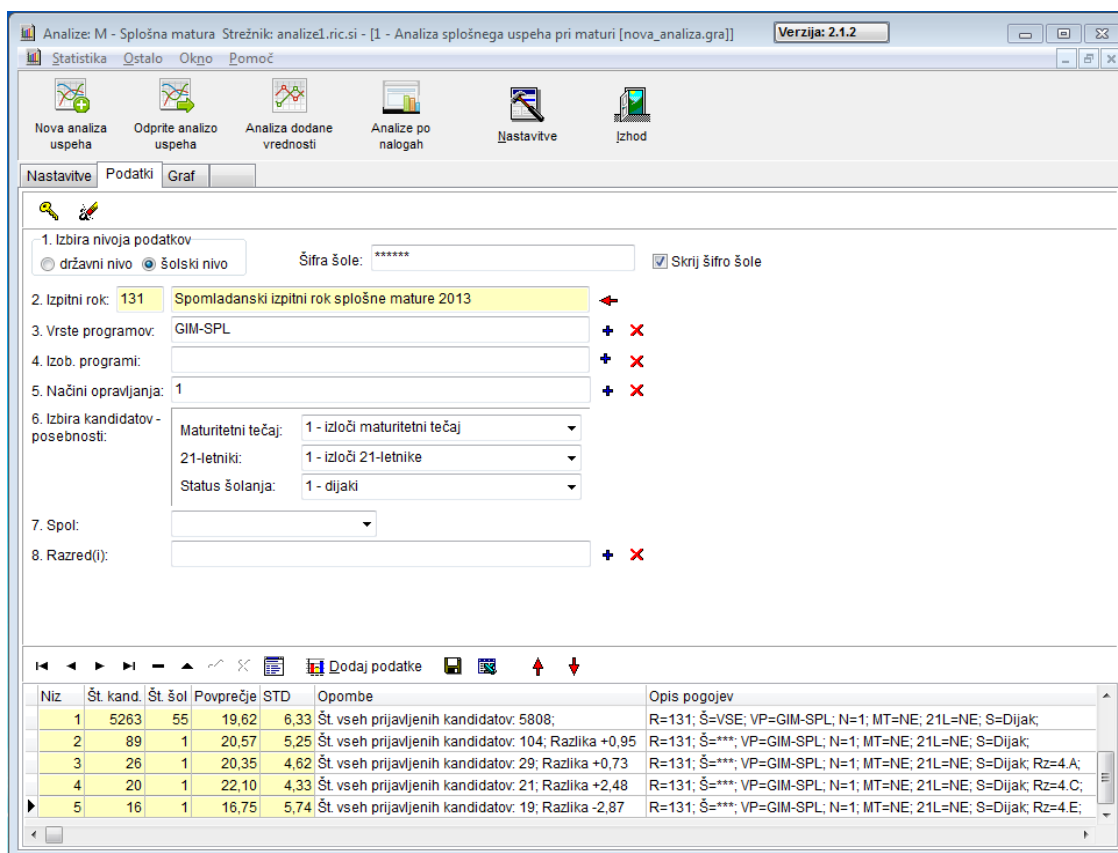 Analize: M - Splošna matura Strežnik: analize1.ric.si - [1 - Analiza splošnega uspeha pri maturi [nova_analiza.gra]] Verzija: 2.1.2
Statistika Ostalo Okno Pomoč
Nova analiza uspeha Odprite analizo uspeha Analiza dodane vrednosti Analize po nalogah Nastavitve Izhod
Nastavitve Podatki Graf
1. Izbira nivoja podatkov
državni nivo šolski nivo Šifra šole: ****** Skrij šifro šole
2. Izpitni rok: 131 Spomladanski izpitni rok splošne mature 2013
3. Vrste programov: GIM-SPL
4. Izob. programi:
5. Načini opravljanja: 1
6. Izbira kandidatov - posebnosti:
Maturitetni tečaj: 1 - izloči maturitetni tečaj
21-letniki: 1 - izloči 21-letnike
Status šolanja: 1 - dijaki
7. Spol:
8. Razred(i):
Dodaj podatke
Niz Št. kand. Št. šol Povprečje STD Opombe Opis pogojev
1 5263 55 19,62 6,33 Št. vseh prijavljenih kandidatov: 5808; R=131; Š=VSE; VP=GIM-SPL; N=1; MT=NE; 21L=NE; S=Dijak;
2 89 1 20,57 5,25 Št. vseh prijavljenih kandidatov: 104; Razlika +0,95 R=131; Š=***; VP=GIM-SPL; N=1; MT=NE; 21L=NE; S=Dijak;
3 26 1 20,35 4,62 Št. vseh prijavljenih kandidatov: 29; Razlika +0,73 R=131; Š=***; VP=GIM-SPL; N=1; MT=NE; 21L=NE; S=Dijak; Rz=4.A;
4 20 1 22,10 4,33 Št. vseh prijavljenih kandidatov: 21; Razlika +2,48 R=131; Š=***; VP=GIM-SPL; N=1; MT=NE; 21L=NE; S=Dijak; Rz=4.C;
5 16 1 16,75 5,74 Št. vseh prijavljenih kandidatov: 19; Razlika -2,87 R=131; Š=***; VP=GIM-SPL; N=1; MT=NE; 21L=NE; S=Dijak; Rz=4.E;